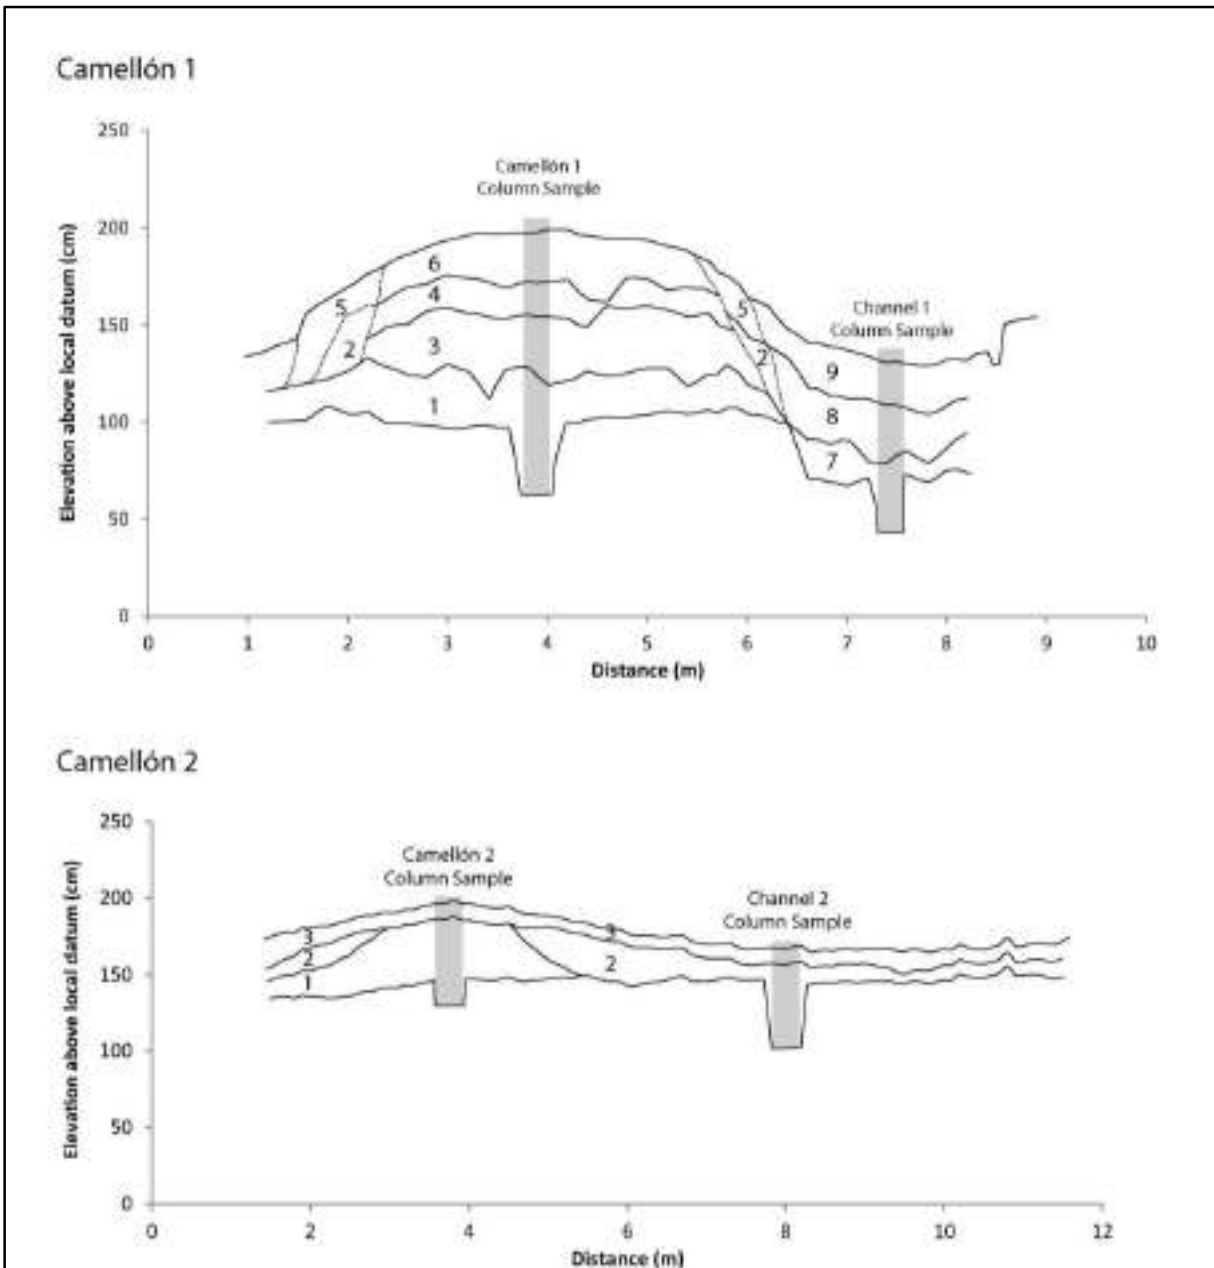 Camellón 1
250
Camellón 1
Column Sample
200
6
Channel 1
Column Sample
5
4
5
150
2
3
2
9
1
8
100
7
50
0
Elevation above local datum (cm)
0 1 2 3 4 5 6 7 8 9 10
Distance (m)
Camellón 2
250
Camellón 2
Column Sample
200
Channel 2
Column Sample
3
3
2
2
150
1
100
50
0
Elevation above local datum (cm)
0 2 4 6 8 10 12
Distance (m)